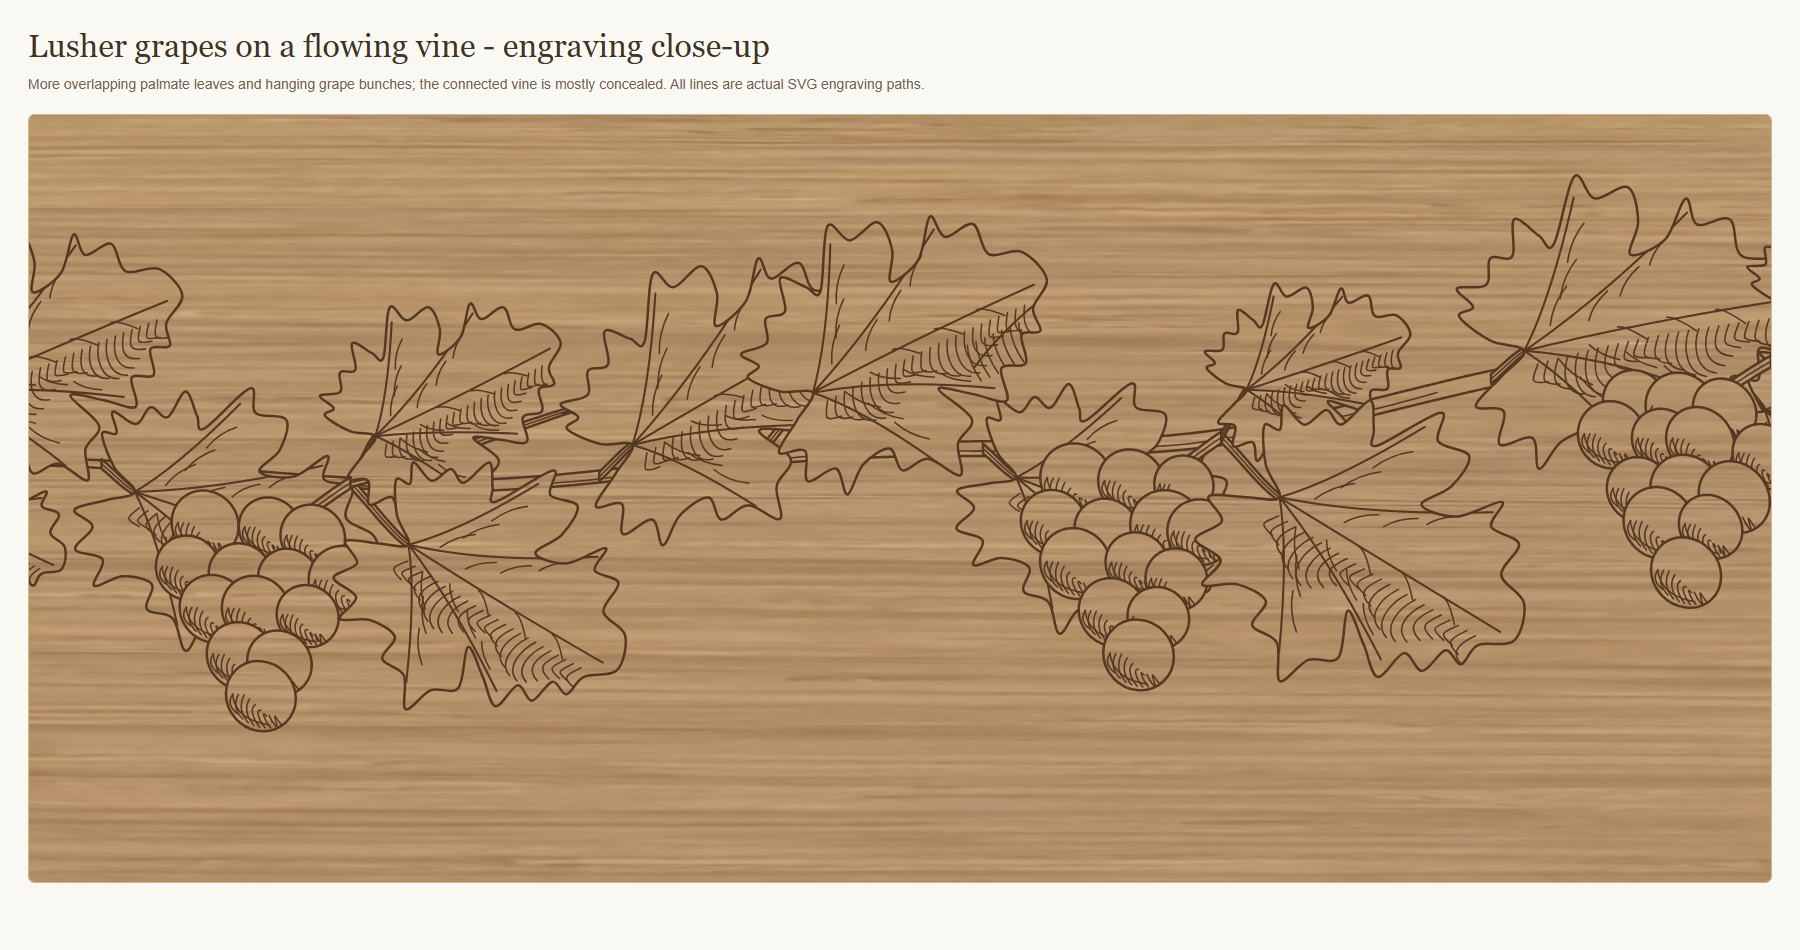 Lusher grapes on a flowing vine - engraving close-up
More overlapping palmate leaves and hanging grape bunches; the connected vine is mostly concealed. All lines are actual SVG engraving paths.